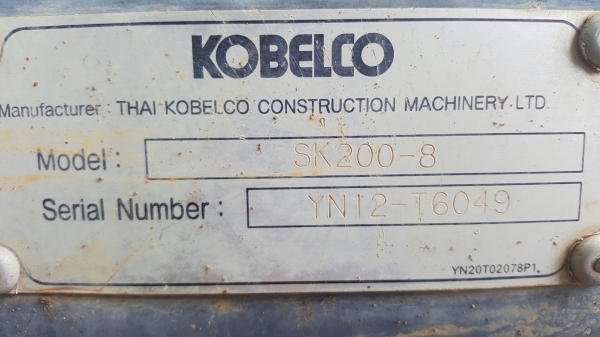 KOBELCO
Manufacturer: THAI KOBELCO CONSTRUCTION MACHINERY. LTD.
Model: SK200-8
Serial Number: YN12-T6049
YN20T02078P1